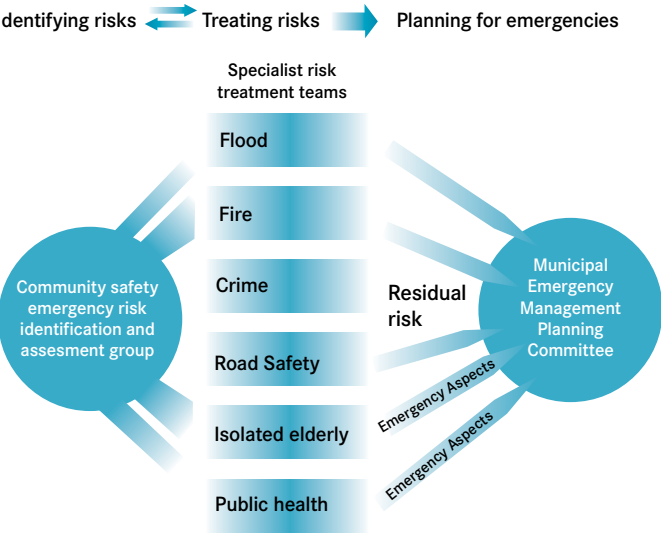 dentifying risks Treating risks Planning for emergencies
Specialist risk
treatment teams
Flood
Fire
Crime
Road Safety
Isolated elderly
Public health
Community safety
emergency risk
identification and
assesment group
Residual
risk
Emergency Aspects
Emergency Aspects
Municipal
Emergency
Management
Planning
Committee